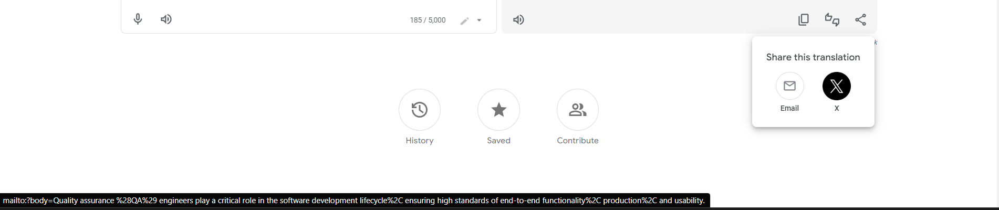 185 / 5,000
k
Share this translation
Email
X
History
Saved
Contribute
mailto:?body=Quality assurance %28QA%29 engineers play a critical role in the software development lifecycle%2C ensuring high standards of end-to-end functionality%2C production%2C and usability.